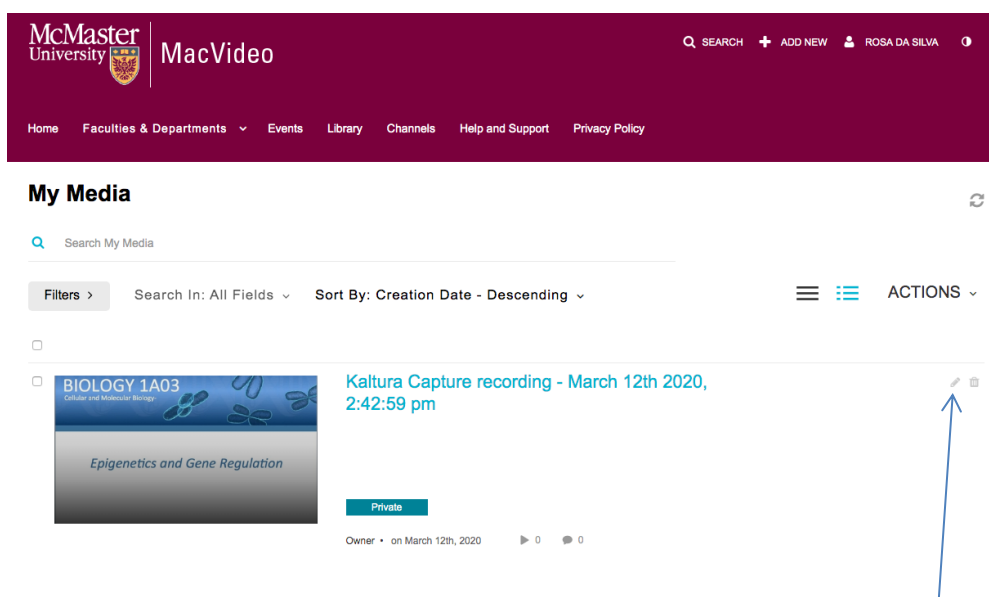 McMaster
University
MacVideo
SEARCH
ADD NEW
ROSA DA SILVA
Home
Faculties & Departments
Events
Library
Channels
Help and Support
Privacy Policy
My Media
Search My Media
Filters >
Search In: All Fields
Sort By: Creation Date - Descending
ACTIONS
BIOLOGY 1A03
Cellular and Molecular Biology
Epigenetics and Gene Regulation
Kaltura Capture recording - March 12th 2020,
2:42:59 pm
Private
Owner • on March 12th, 2020
0
0